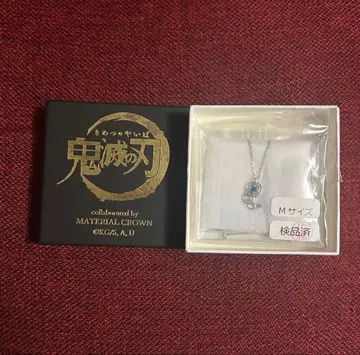 きめつのやいば
鬼滅の刃
collaborated by
MATERIAL CROWN
©KG/S, A, U
Mサイズ
検品済